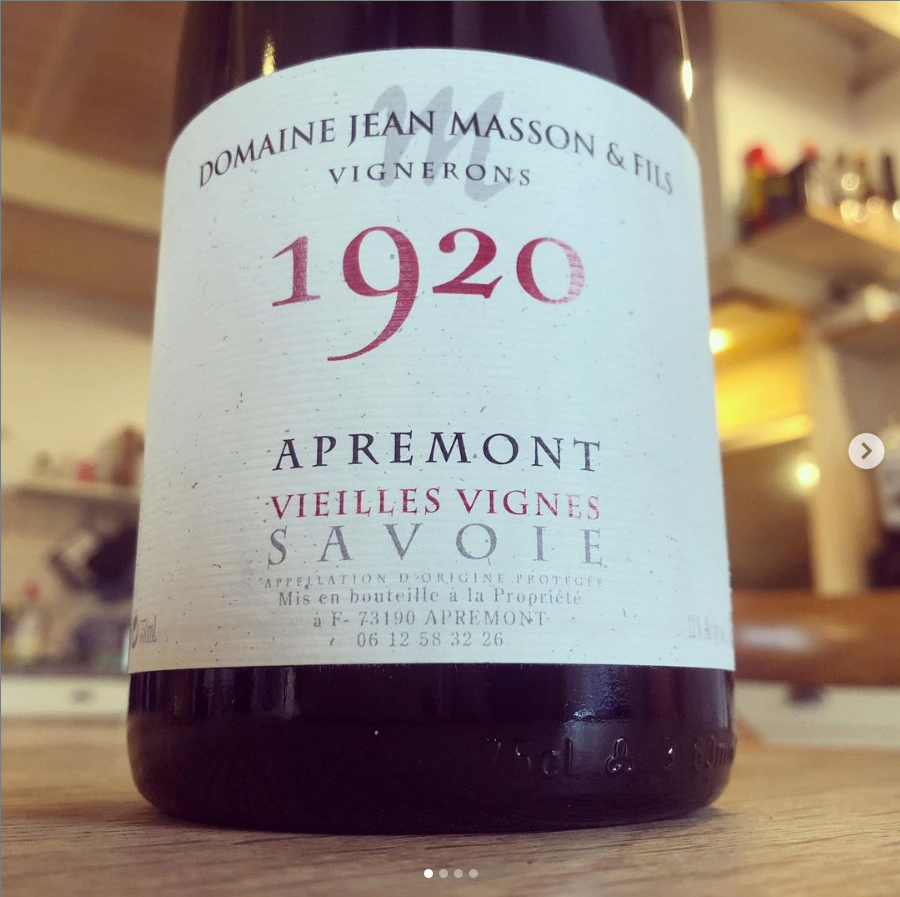 m
DOMAINE JEAN MASSON & FILS
VIGNERONS
1920
APREMONT
VIEILLES VIGNES
SAVOIE
APPELLATION D'ORIGINE PROTÉGÉE
Mis en bouteille à la Propriété
à F- 73190 APREMONT
06 12 58 32 26
750ml
75cl